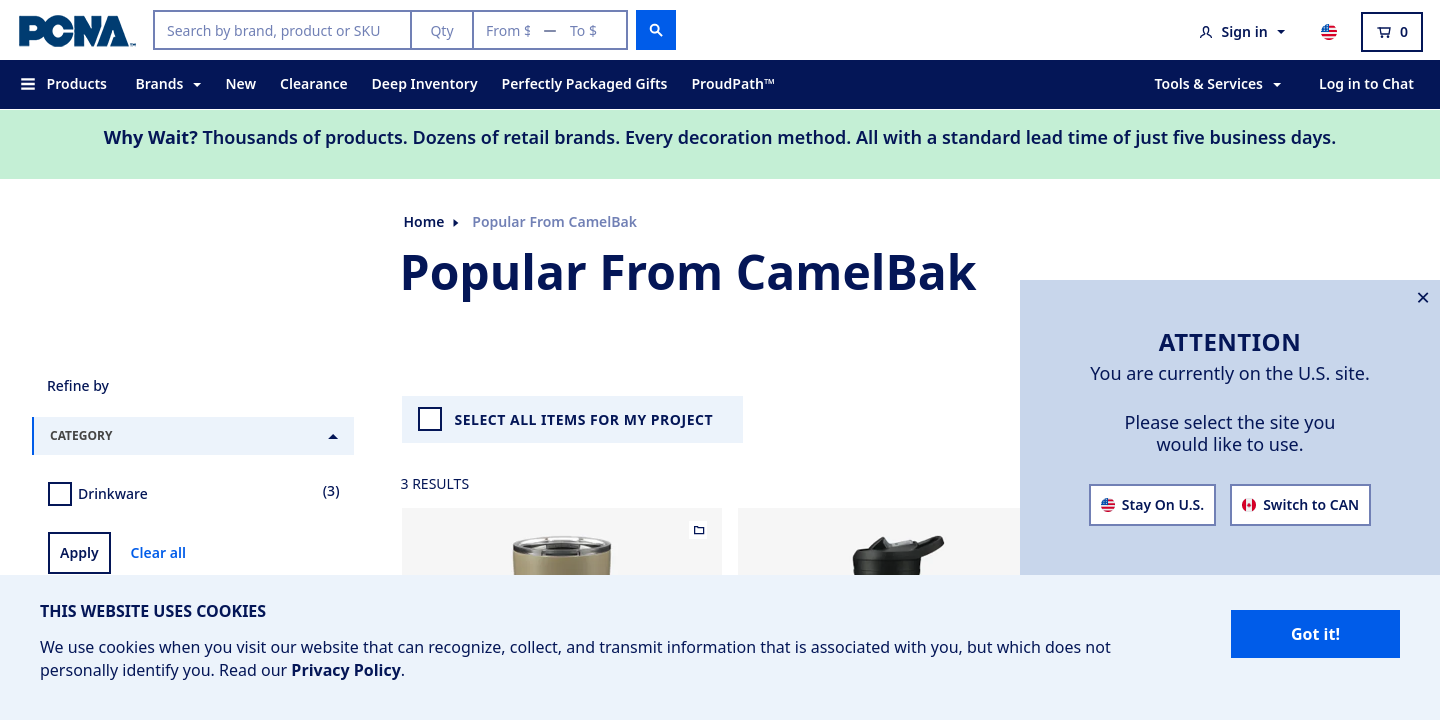 PCNA™
Search by brand, product or SKU
Qty
From $ — To $
Sign in
0
Products
Brands
New
Clearance
Deep Inventory
Perfectly Packaged Gifts
ProudPath™
Tools & Services
Log in to Chat
Why Wait? Thousands of products. Dozens of retail brands. Every decoration method. All with a standard lead time of just five business days.
Home
Popular From CamelBak
Popular From CamelBak
ATTENTION
You are currently on the U.S. site.
Please select the site you
would like to use.
Stay On U.S.
Switch to CAN
Refine by
CATEGORY
Drinkware
(3)
Apply
Clear all
SELECT ALL ITEMS FOR MY PROJECT
3 RESULTS
THIS WEBSITE USES COOKIES
We use cookies when you visit our website that can recognize, collect, and transmit information that is associated with you, but which does not
personally identify you. Read our Privacy Policy.
Got it!